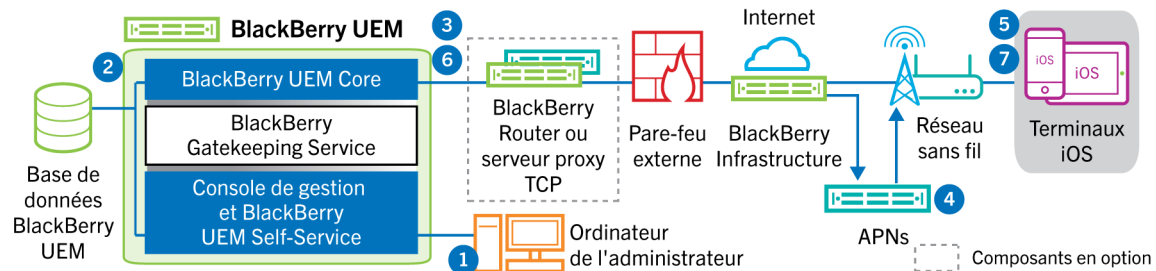 BlackBerry UEM
3
Internet
5
2
6
7
BlackBerry UEM Core
iOS
iOS
BlackBerry
Gatekeeping Service
BlackBerry
Router ou
serveur proxy
TCP
Pare-feu
externe
BlackBerry
Infrastructure
Réseau
sans fil
Terminaux
iOS
Base de
données
BlackBerry
UEM
Console de gestion
et BlackBerry
UEM Self-Service
4
APNs
1
Ordinateur
de l'administrateur
Composants en option